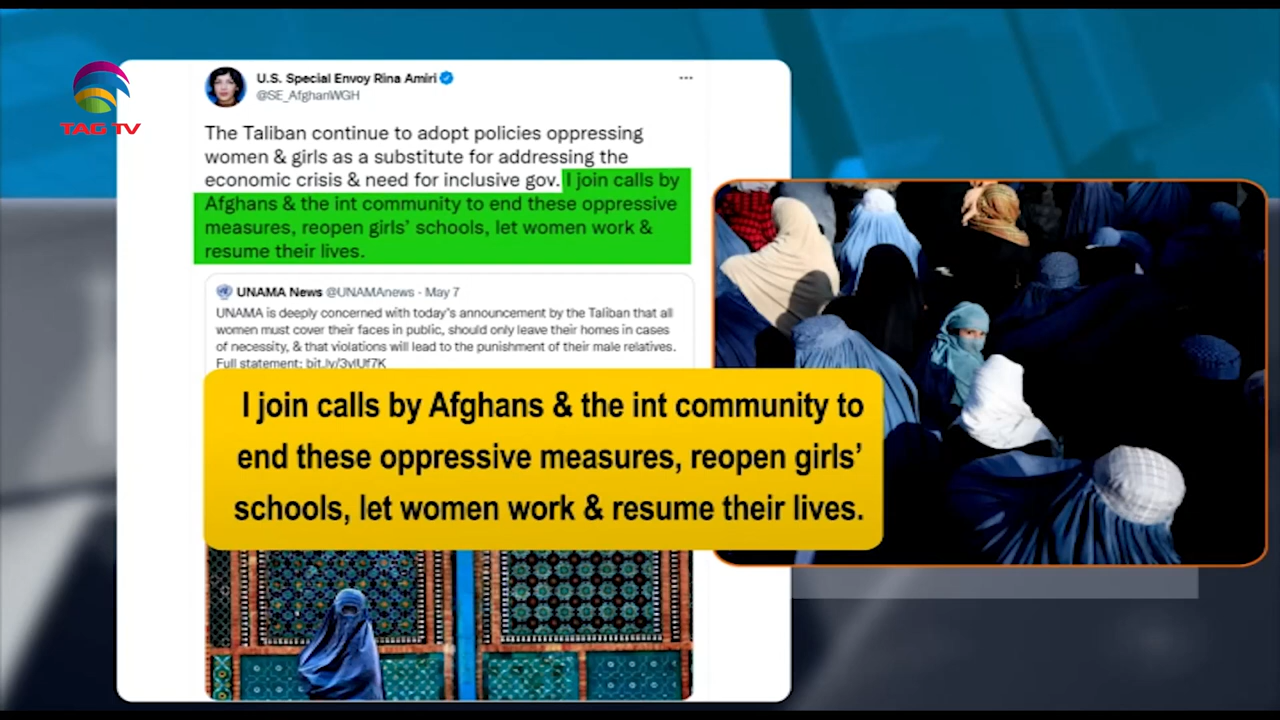 TAG TV
U.S. Special Envoy Rina Amiri
@SE_AfghanWGH
The Taliban continue to adopt policies oppressing
women & girls as a substitute for addressing the
economic crisis & need for inclusive gov. I join calls by
Afghans & the int community to end these oppressive
measures, reopen girls' schools, let women work &
resume their lives.
UNAMA News @UNAMAnews · May 7
UNAMA is deeply concerned with today's announcement by the Taliban that all
women must cover their faces in public, should only leave their homes in cases
of necessity, & that violations will lead to the punishment of their male relatives.
Full statement:
I join calls by Afghans & the int community to
end these oppressive measures, reopen girls'
schools, let women work & resume their lives.